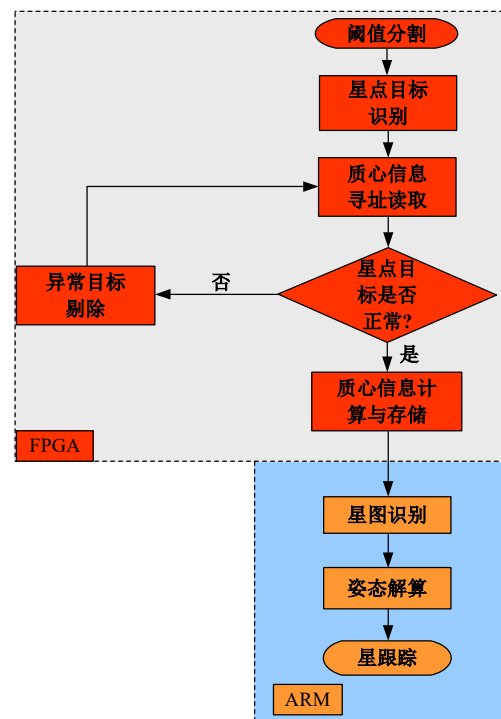 阈值分割
星点目标
识别
质心信息
寻址读取
星点目
标是否
正常?
否
异常目标
剔除
是
质心信息计
算与存储
FPGA
星图识别
姿态解算
星跟踪
ARM